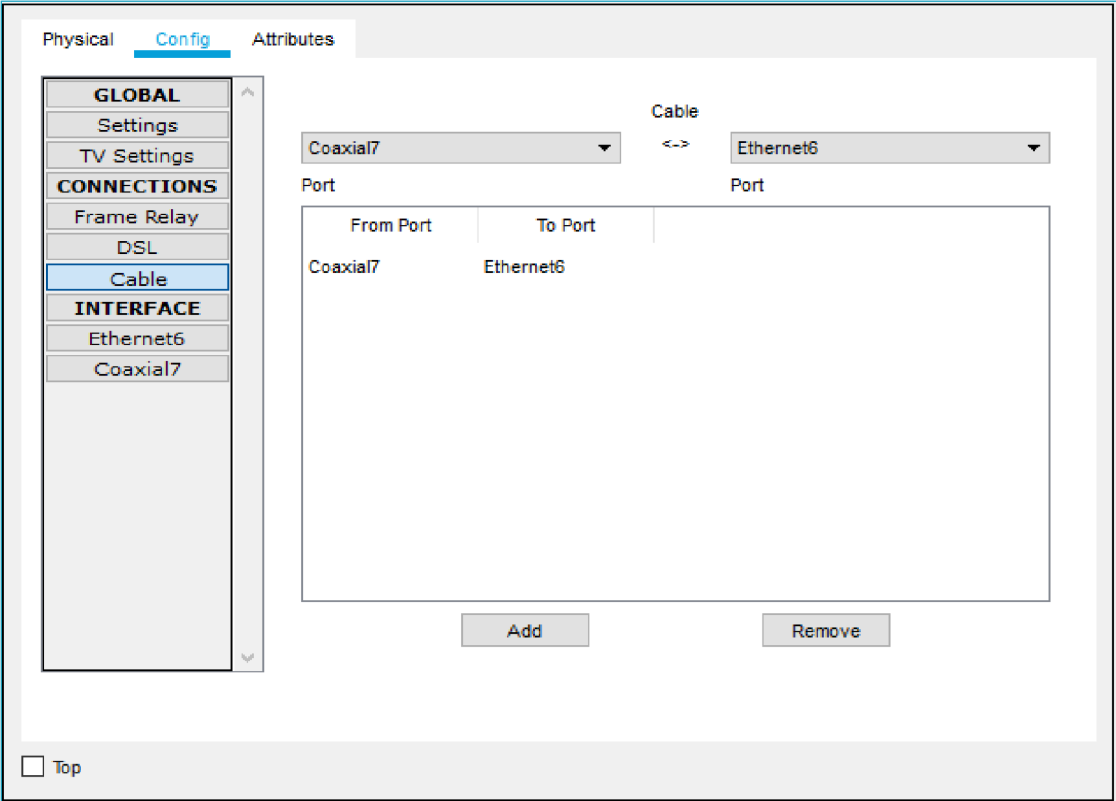 Physical Config Attributes
GLOBAL
Settings
TV Settings
CONNECTIONS
Frame Relay
DSL
Cable
INTERFACE
Ethernet6
Coaxial7
Cable
Coaxial7 <-> Ethernet6
Port Port
From Port To Port
Coaxial7 Ethernet6
Add Remove
Top